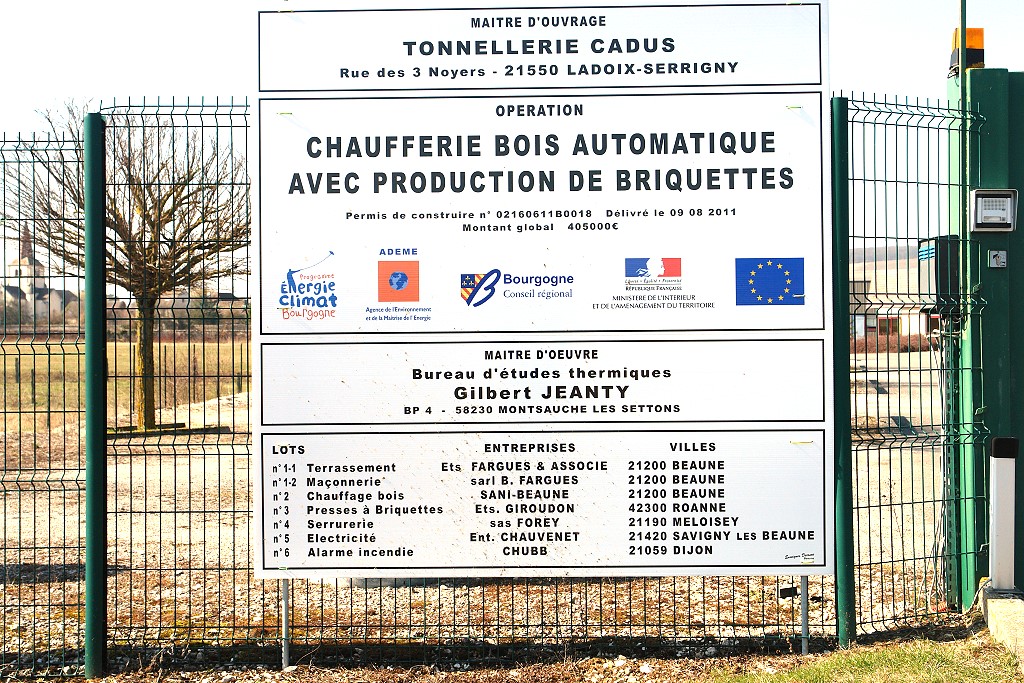 MAITRE D'OUVRAGE
TONNELLERIE CADUS
Rue des 3 Noyers - 21550 LADOIX-SERRIGNY
OPERATION
CHAUFFERIE BOIS AUTOMATIQUE
AVEC PRODUCTION DE BRIQUETTES
Permis de construire n° 02160611B0018 Délivré le 09 08 2011
Montant global 405000€
Programme
Énergie
Climat
Bourgogne
ADEME
Agence de l'Environnement
et de la Maîtrise de l'Energie
Bourgogne
Conseil régional
Liberté • Égalité • Fraternité
RÉPUBLIQUE FRANÇAISE
MINISTÈRE DE L'INTÉRIEUR
ET DE L'AMÉNAGEMENT DU TERRITOIRE
MAITRE D'OEUVRE
Bureau d'études thermiques
Gilbert JEANTY
BP 4 - 58230 MONTSAUCHE LES SETTONS
LOTS ENTREPRISES VILLES
n°1-1 Terrassement Ets FARGUES & ASSOCIE 21200 BEAUNE
n°1-2 Maçonnerie sarl B. FARGUES 21200 BEAUNE
n°2 Chauffage bois SANI-BEAUNE 21200 BEAUNE
n°3 Presses à Briquettes Ets. GIROUDON 42300 ROANNE
n°4 Serrurerie sas FOREY 21190 MELOISEY
n°5 Electricité Ent. CHAUVENET 21420 SAVIGNY LES BEAUNE
n°6 Alarme incendie CHUBB 21059 DIJON